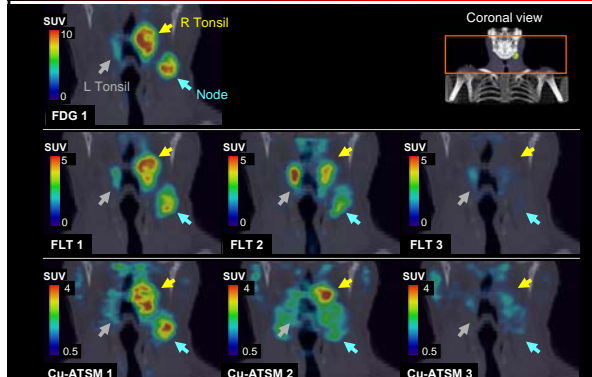 SUV
10
0
FDG 1
R Tonsil
L Tonsil
Node
Coronal view
SUV
5
0
FLT 1
SUV
5
0
FLT 2
SUV
5
0
FLT 3
SUV
4
0.5
Cu-ATSM 1
SUV
4
0.5
Cu-ATSM 2
SUV
4
0.5
Cu-ATSM 3